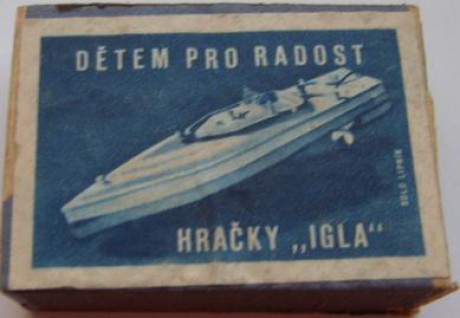 DĚTEM PRO RADOST
SOLO LIPNÍK
HRAČKY „IGLA“